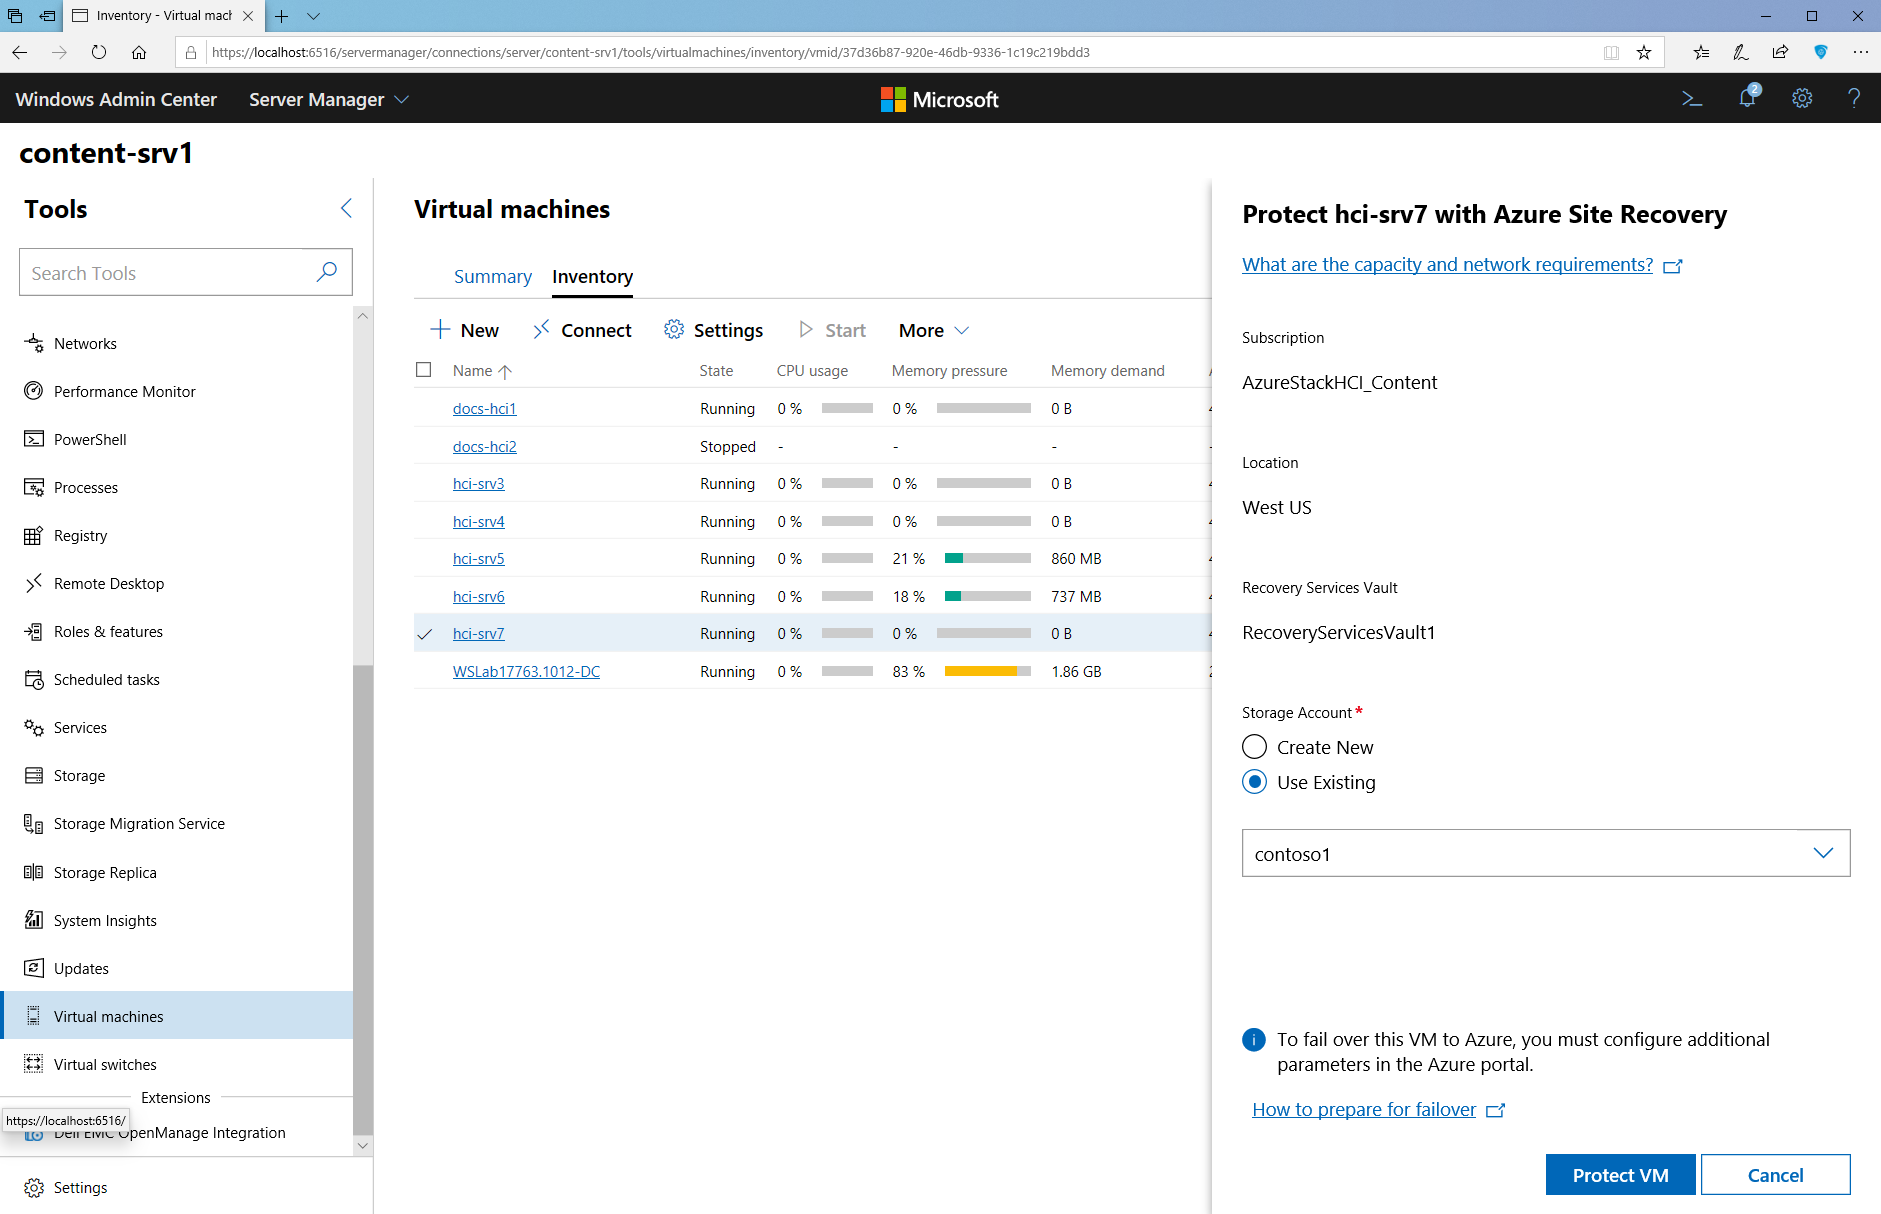 Inventory - Virtual mach
https://localhost:6516/servermanager/connections/server/content-srv1/tools/virtualmachines/inventory/vmid/37d36b87-920e-46db-9336-1c19c219bdd3
Windows Admin Center
Server Manager
Microsoft
2
content-srv1
Tools
Search Tools
Networks
Performance Monitor
PowerShell
Processes
Registry
Remote Desktop
Roles & features
Scheduled tasks
Services
Storage
Storage Migration Service
Storage Replica
System Insights
Updates
Virtual machines
Virtual switches
Extensions
https://localhost:6516/
Dell EMC OpenManage Integration
Settings
Virtual machines
Summary Inventory
New Connect Settings Start More
Name State CPU usage Memory pressure Memory demand
docs-hci1 Running 0 % 0 % 0 B
docs-hci2 Stopped - - -
hci-srv3 Running 0 % 0 % 0 B
hci-srv4 Running 0 % 0 % 0 B
hci-srv5 Running 0 % 21 % 860 MB
hci-srv6 Running 0 % 18 % 737 MB
hci-srv7 Running 0 % 0 % 0 B
WSLab17763.1012-DC Running 0 % 83 % 1.86 GB
Protect hci-srv7 with Azure Site Recovery
What are the capacity and network requirements?
Subscription
AzureStackHCI_Content
Location
West US
Recovery Services Vault
RecoveryServicesVault1
Storage Account*
Create New
Use Existing
contoso1
To fail over this VM to Azure, you must configure additional
parameters in the Azure portal.
How to prepare for failover
Protect VM Cancel